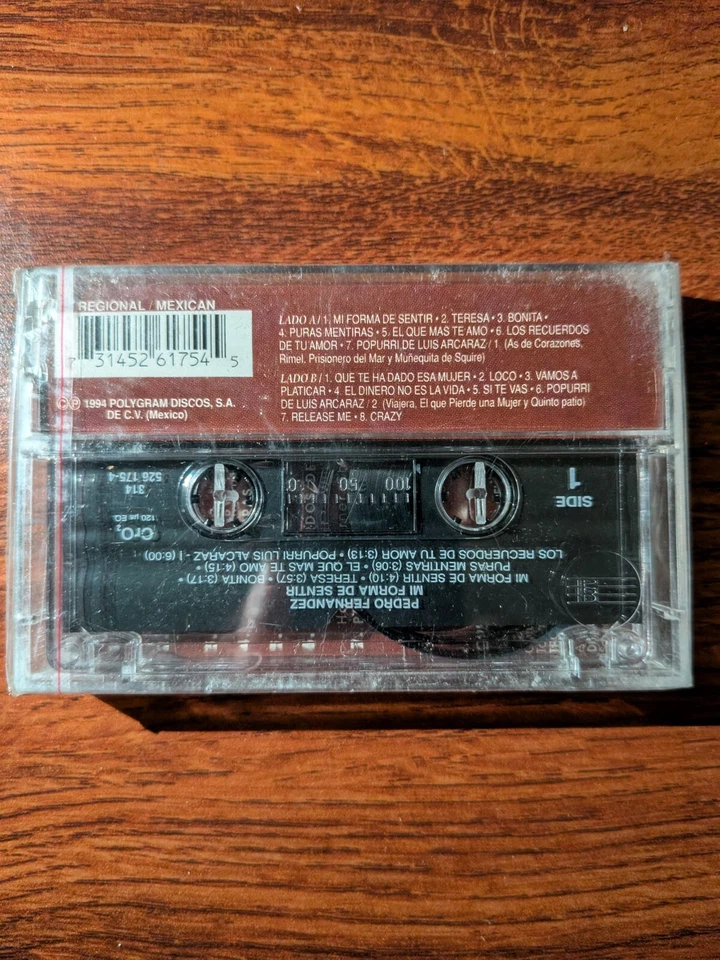 REGIONAL / MEXICAN
7 31452 61754 5
© ℗ 1994 POLYGRAM DISCOS, S.A.
DE C.V. (Mexico)
LADO A / 1. MI FORMA DE SENTIR • 2. TERESA • 3. BONITA •
4. PURAS MENTIRAS • 5. EL QUE MAS TE AMO • 6. LOS RECUERDOS
DE TU AMOR • 7. POPURRI DE LUIS ARCARAZ / 1 (As de Corazones,
Rimel, Prisionero del Mar y Muñequita de Squire)
LADO B / 1. QUE TE HA DADO ESA MUJER • 2. LOCO • 3. VAMOS A
PLATICAR • 4. EL DINERO NO ES LA VIDA • 5. SI TE VAS • 6. POPURRI
DE LUIS ARCARAZ / 2 (Viajera, El que Pierde una Mujer y Quinto patio)
7. RELEASE ME • 8. CRAZY
PEDRO FERNANDEZ
MI FORMA DE SENTIR
MI FORMA DE SENTIR (4:10) • TERESA (3:57) • BONITA (3:17) •
PURAS MENTIRAS (3:06) • EL QUE MAS TE AMO (4:15) •
LOS RECUERDOS DE TU AMOR (3:13) • POPURRI LUIS ALCARAZ - I (6:00)
SIDE
1
100 50 0
CrO2
120 µs EQ
314
526 175-4